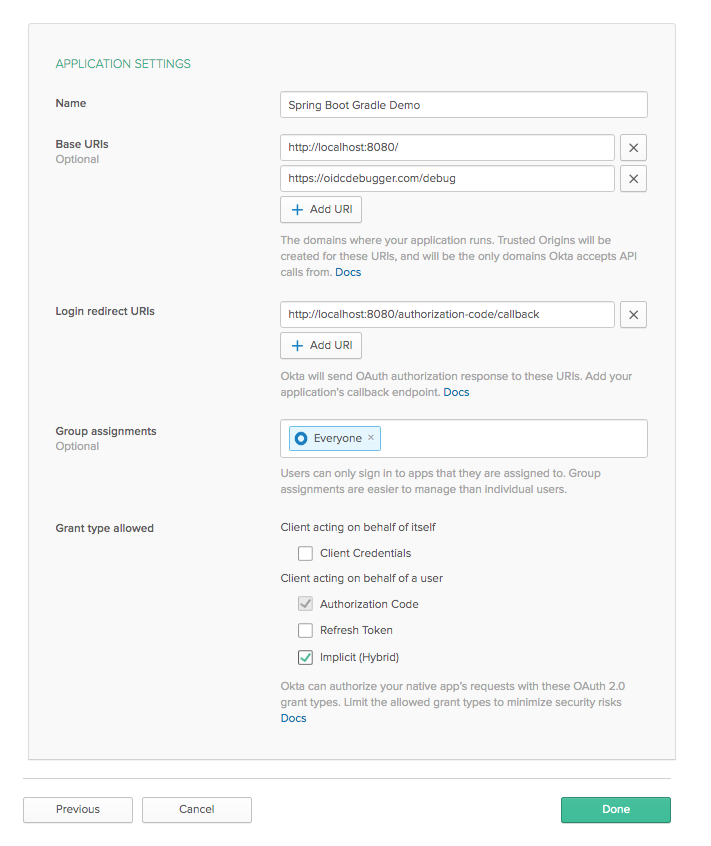 APPLICATION SETTINGS
Name
Spring Boot Gradle Demo
Base URIs
Optional
http://localhost:8080/
https://oidcdebugger.com/debug
+ Add URI
The domains where your application runs. Trusted Origins will be
created for these URIs, and will be the only domains Okta accepts API
calls from. Docs
Login redirect URIs
http://localhost:8080/authorization-code/callback
+ Add URI
Okta will send OAuth authorization response to these URIs. Add your
application's callback endpoint. Docs
Group assignments
Optional
Everyone ×
Users can only sign in to apps that they are assigned to. Group
assignments are easier to manage than individual users.
Grant type allowed
Client acting on behalf of itself
Client Credentials
Client acting on behalf of a user
Authorization Code
Refresh Token
Implicit (Hybrid)
Okta can authorize your native app's requests with these OAuth 2.0
grant types. Limit the allowed grant types to minimize security risks
Docs
Previous
Cancel
Done